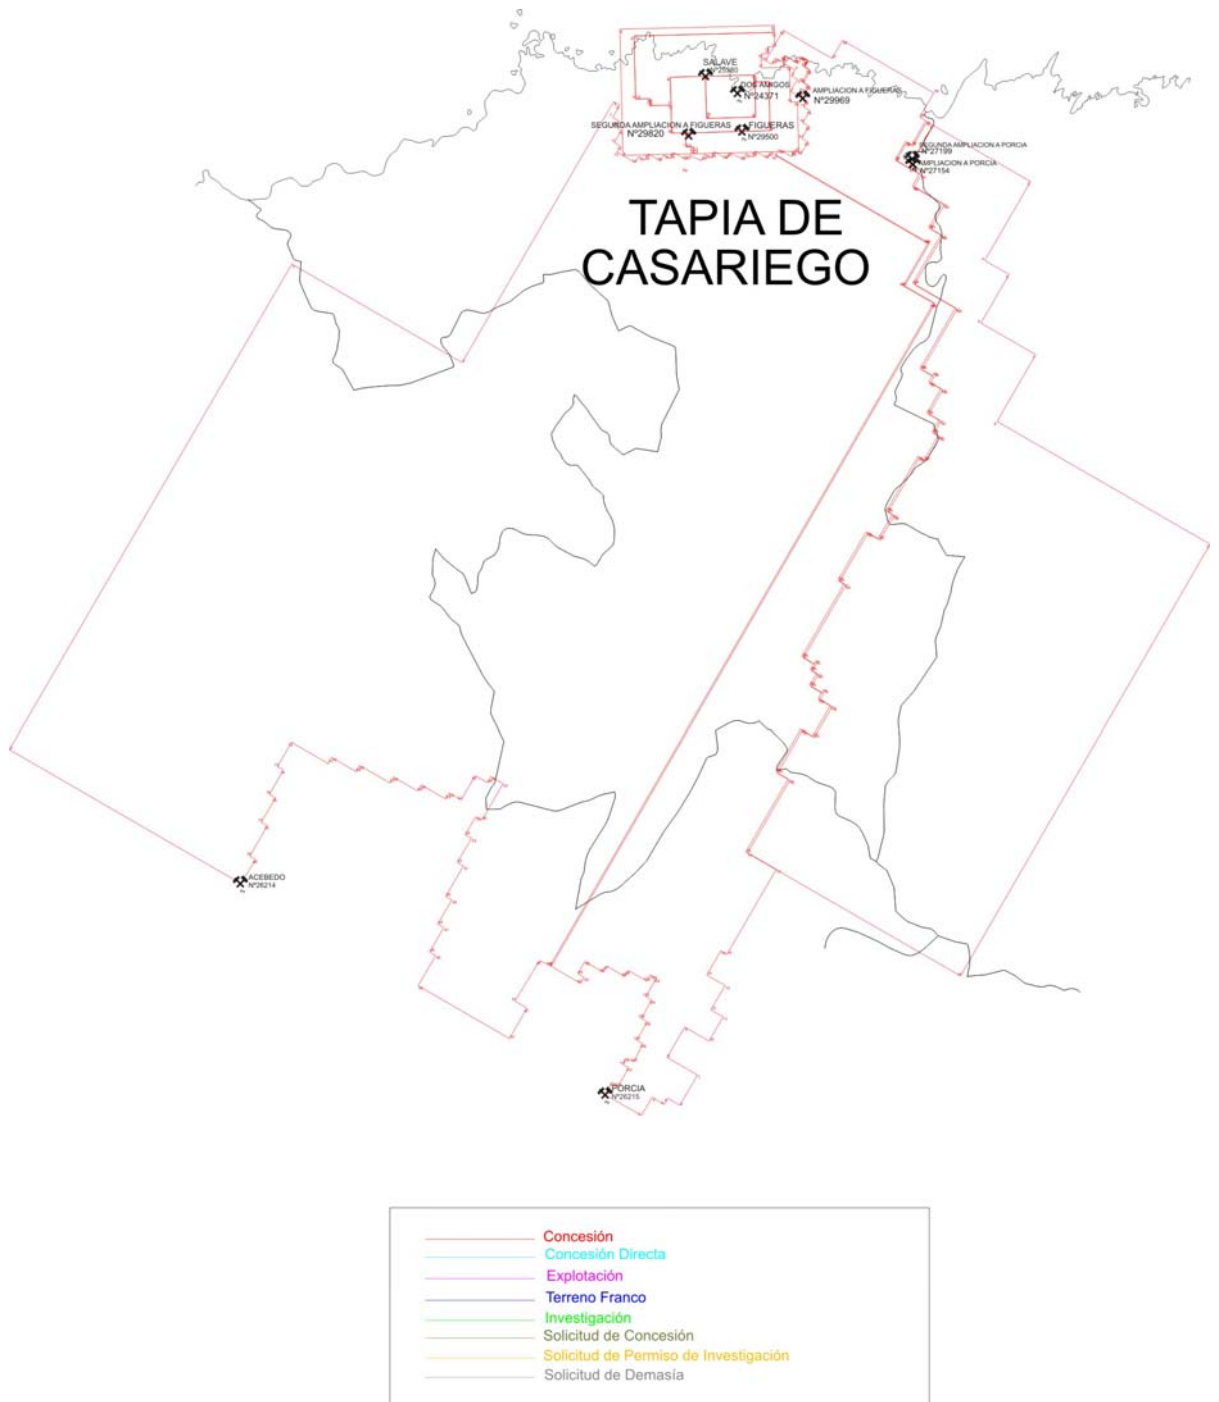 SALAVE
Nº25380
DOS AMIGOS
Nº24371
AMPLIACION A FIGUERAS
Nº29969
SEGUNDA AMPLIACION A FIGUERAS
Nº29820
FIGUERAS
Nº29500
SEGUNDA AMPLIACION A PORCIA
Nº27199
AMPLIACION A PORCIA
Nº27154
TAPIA DE
CASARIEGO
ACEBEDO
Nº26214
PORCIA
Nº26215
Concesión
Concesión Directa
Explotación
Terreno Franco
Investigación
Solicitud de Concesión
Solicitud de Permiso de Investigación
Solicitud de Demasía